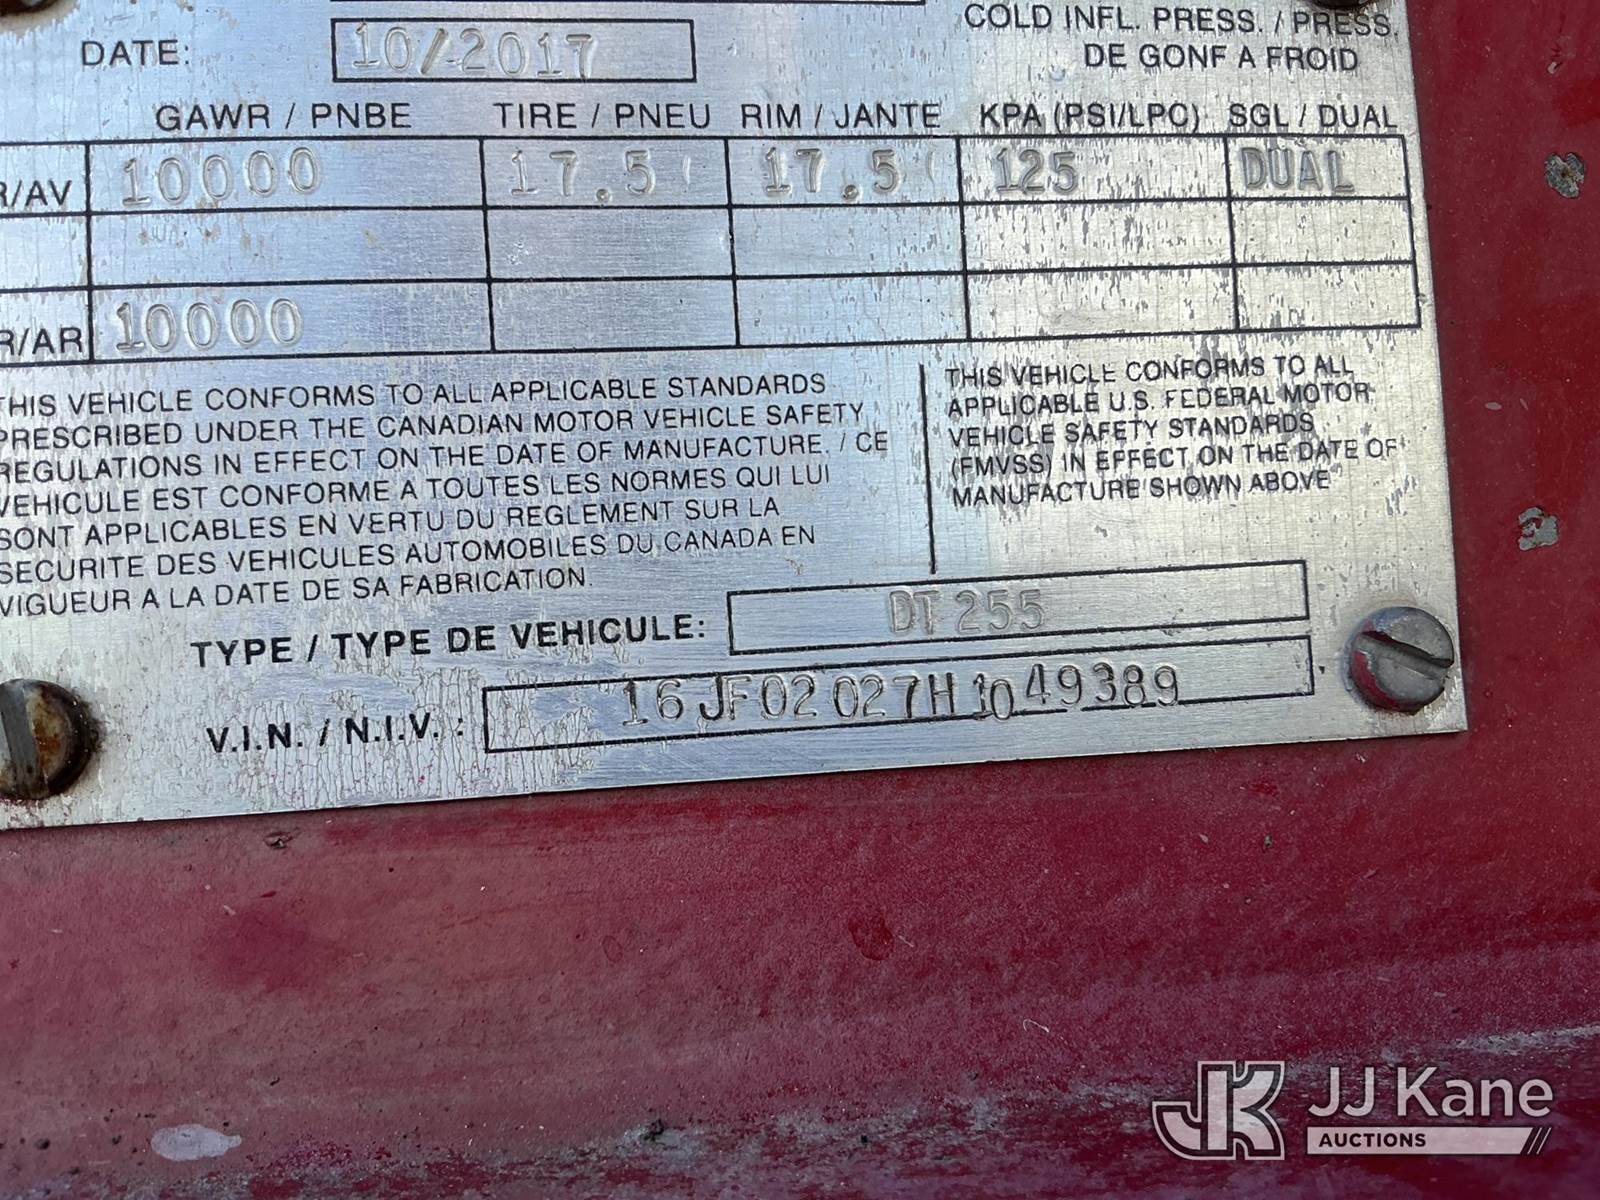 DATE: 10/2017
COLD INFL. PRESS. / PRESS.
DE GONF A FROID
GAWR / PNBE TIRE / PNEU RIM / JANTE KPA (PSI/LPC) SGL / DUAL
R/AV 10000 17.5 17.5 125 DUAL
R/AR 10000
THIS VEHICLE CONFORMS TO ALL APPLICABLE STANDARDS
PRESCRIBED UNDER THE CANADIAN MOTOR VEHICLE SAFETY
REGULATIONS IN EFFECT ON THE DATE OF MANUFACTURE. / CE
VEHICULE EST CONFORME A TOUTES LES NORMES QUI LUI
SONT APPLICABLES EN VERTU DU REGLEMENT SUR LA
SECURITE DES VEHICULES AUTOMOBILES DU CANADA EN
VIGUEUR A LA DATE DE SA FABRICATION.
THIS VEHICLE CONFORMS TO ALL
APPLICABLE U.S. FEDERAL MOTOR
VEHICLE SAFETY STANDARDS
(FMVSS) IN EFFECT ON THE DATE OF
MANUFACTURE SHOWN ABOVE
TYPE / TYPE DE VEHICULE: DT 255
V.I.N. / N.I.V. : 16JF02027H1049389
JK JJ Kane
AUCTIONS